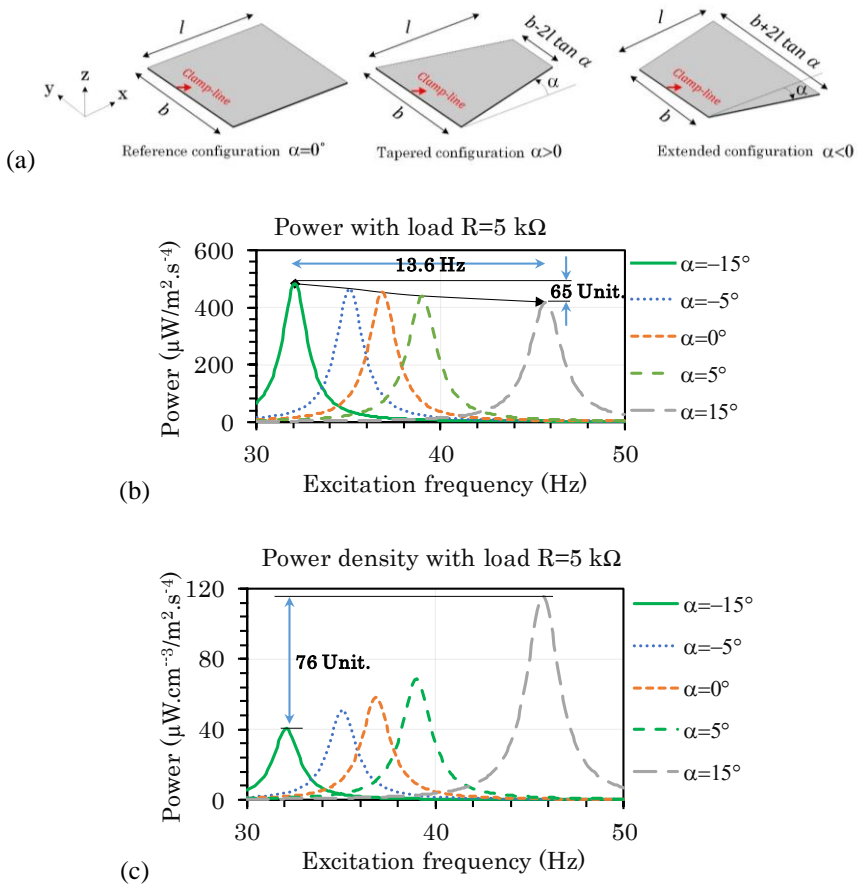 l
l
b-2l tan α
l
b+2l tan α
Clamp-line
Clamp-line
Clamp-line
α
α
z
y
x
b
b
b
(a)
Reference configuration α=0°
Tapered configuration α>0
Extended configuration α<0
Power with load R=5 kΩ
Power (µW/m².s⁻⁴)
600
400
200
0
13.6 Hz
65 Unit.
α=−15°
α=−5°
α=0°
α=5°
α=15°
30
40
50
Excitation frequency (Hz)
(b)
Power density with load R=5 kΩ
Power (µW.cm⁻⁻³/m².s⁻⁴)
120
80
40
0
76 Unit.
α=−15°
α=−5°
α=0°
α=5°
α=15°
30
40
50
Excitation frequency (Hz)
(c)